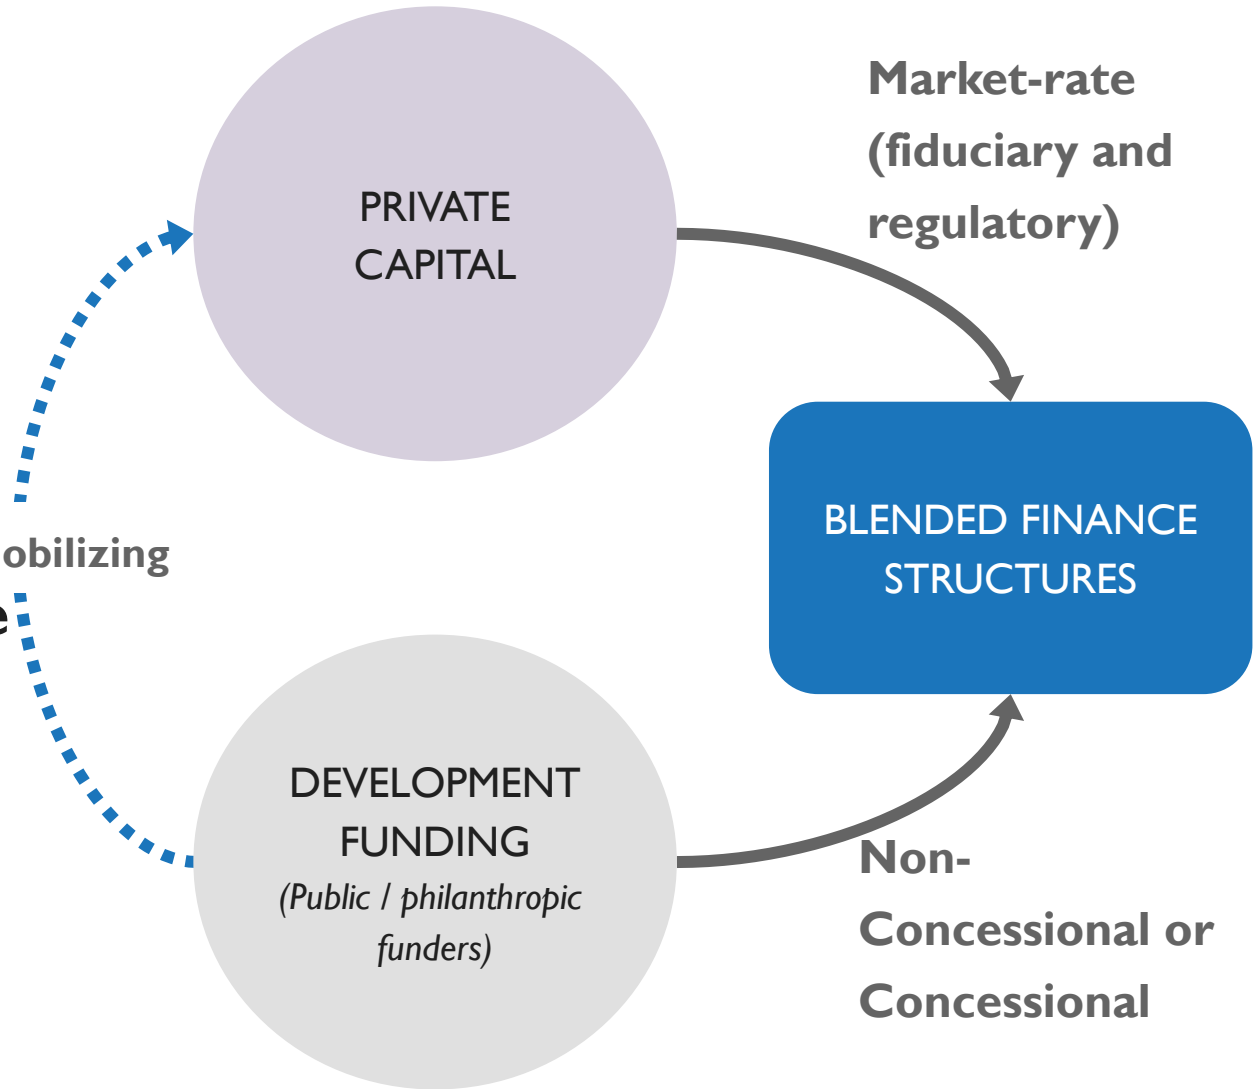 Market-rate
(fiduciary and
regulatory)
PRIVATE
CAPITAL
BLENDED FINANCE
STRUCTURES
obilizing
e
DEVELOPMENT
FUNDING
(Public / philanthropic
funders)
Non-
Concessional or
Concessional